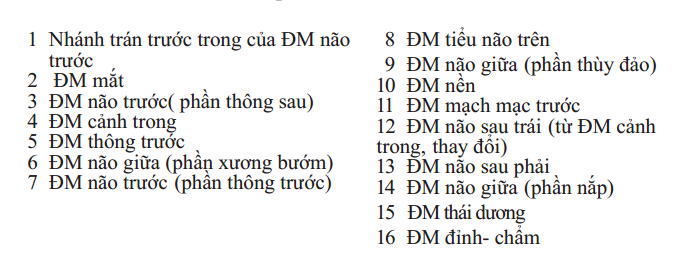 1 Nhánh trán trước trong của ĐM não
trước
2 ĐM mắt
3 ĐM não trước( phần thông sau)
4 ĐM cảnh trong
5 ĐM thông trước
6 ĐM não giữa (phần xương bướm)
7 ĐM não trước (phần thông trước)
8 ĐM tiểu não trên
9 ĐM não giữa (phần thùy đảo)
10 ĐM nền
11 ĐM mạch mạc trước
12 ĐM não sau trái (từ ĐM cảnh
trong, thay đổi)
13 ĐM não sau phải
14 ĐM não giữa (phần nắp)
15 ĐM thái dương
16 ĐM đỉnh- chẩm